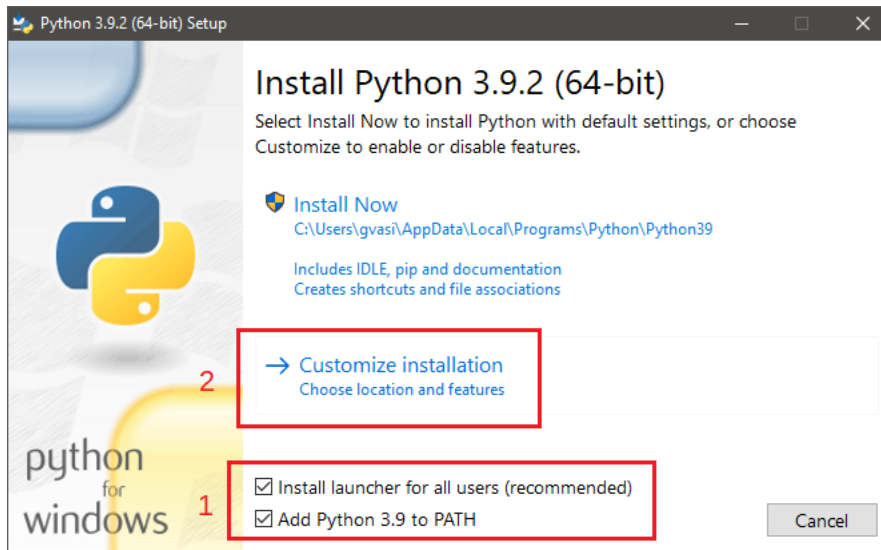 Python 3.9.2 (64-bit) Setup
Install Python 3.9.2 (64-bit)
Select Install Now to install Python with default settings, or choose
Customize to enable or disable features.
Install Now
C:\Users\gvasi\AppData\Local\Programs\Python\Python39
Includes IDLE, pip and documentation
Creates shortcuts and file associations
2
Customize installation
Choose location and features
python
for
windows
1
Install launcher for all users (recommended)
Add Python 3.9 to PATH
Cancel